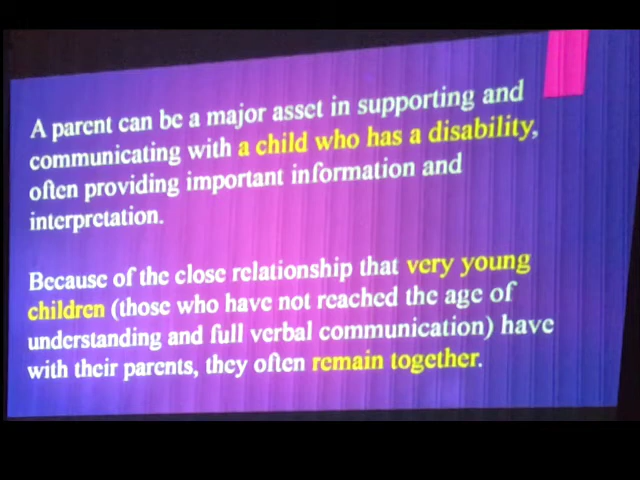 A parent can be a major asset in supporting and
communicating with a child who has a disability,
often providing important information and
interpretation.
Because of the close relationship that very young
children (those who have not reached the age of
understanding and full verbal communication) have
with their parents, they often remain together.